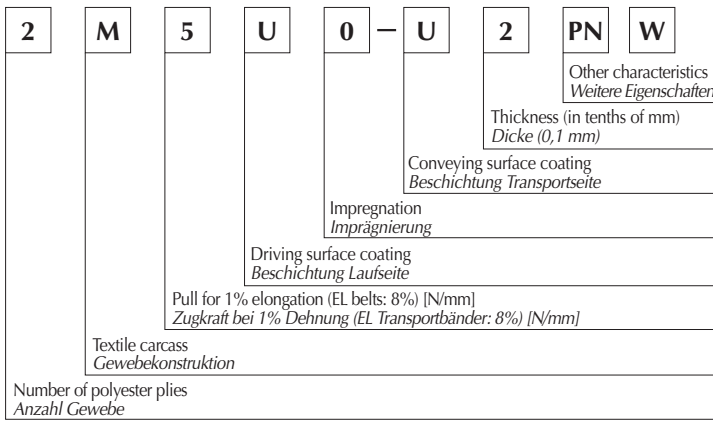 2 M 5 U 0 – U 2 PN W
Other characteristics
Weitere Eigenschaften
Thickness (in tenths of mm)
Dicke (0,1 mm)
Conveying surface coating
Beschichtung Transportseite
Impregnation
Imprägnierung
Driving surface coating
Beschichtung Laufseite
Pull for 1% elongation (EL belts: 8%) [N/mm]
Zugkraft bei 1% Dehnung (EL Transportbänder: 8%) [N/mm]
Textile carcass
Gewebekonstruktion
Number of polyester plies
Anzahl Gewebe